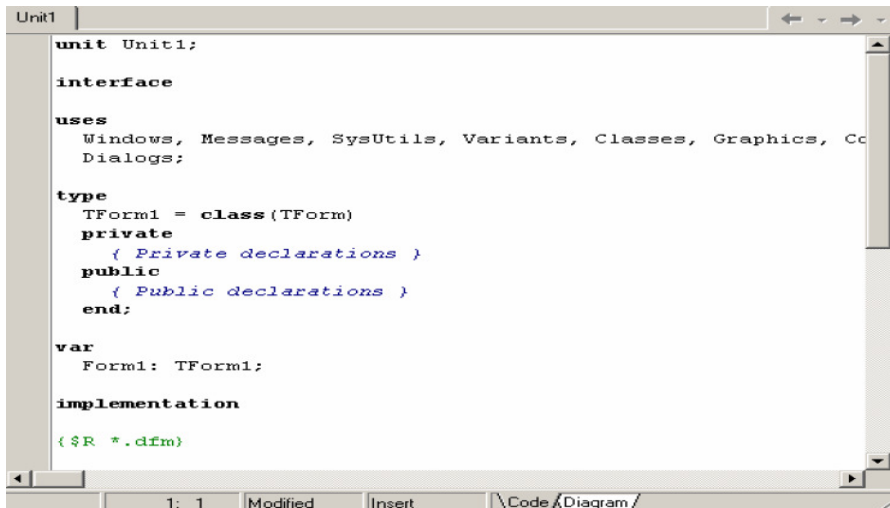 Unit1
unit Unit1;
interface
uses
Windows, Messages, SysUtils, Variants, Classes, Graphics,
Dialogs;
type
TForm1 = class(TForm)
private
{ Private declarations }
public
{ Public declarations }
end;
var
Form1: TForm1;
implementation
{$R *.dfm}
1: 1 Modified Insert \Code/Diagram/